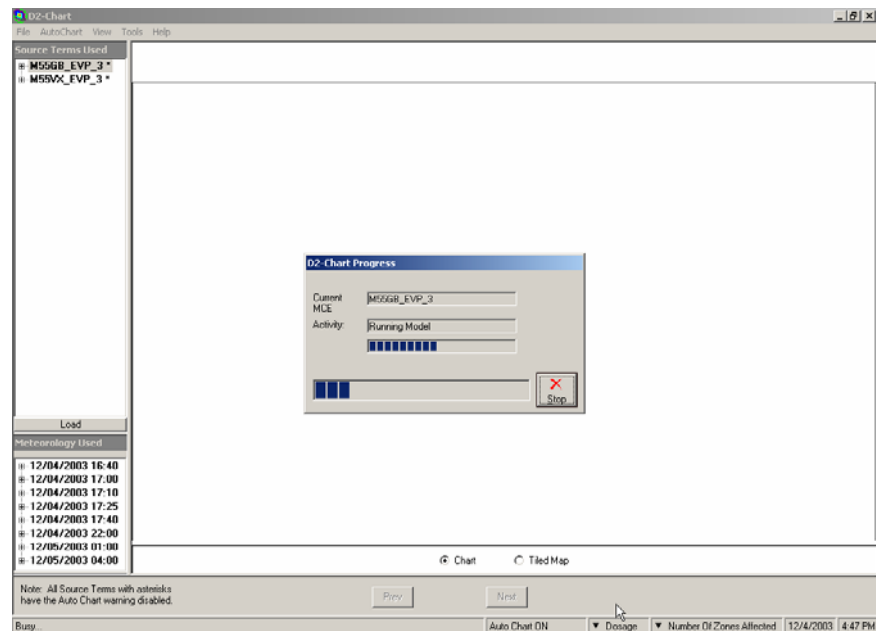 D2-Chart
File AutoChart View Tools Help
Source Terms Used
M55GB_EVP_3 *
M55VX_EVP_3 *
D2-Chart Progress
Current MCE
M55GB_EVP_3
Activity:
Running Model
Stop
Load
Meteorology Used
12/04/2003 16:40
12/04/2003 17:00
12/04/2003 17:10
12/04/2003 17:25
12/04/2003 17:40
12/04/2003 22:00
12/05/2003 01:00
12/05/2003 04:00
Chart Tiled Map
Note: All Source Terms with asterisks
have the Auto Chart warning disabled.
Prev Next
Busy... Auto Chart ON Dosage Number Of Zones Affected 12/4/2003 4:47 PM